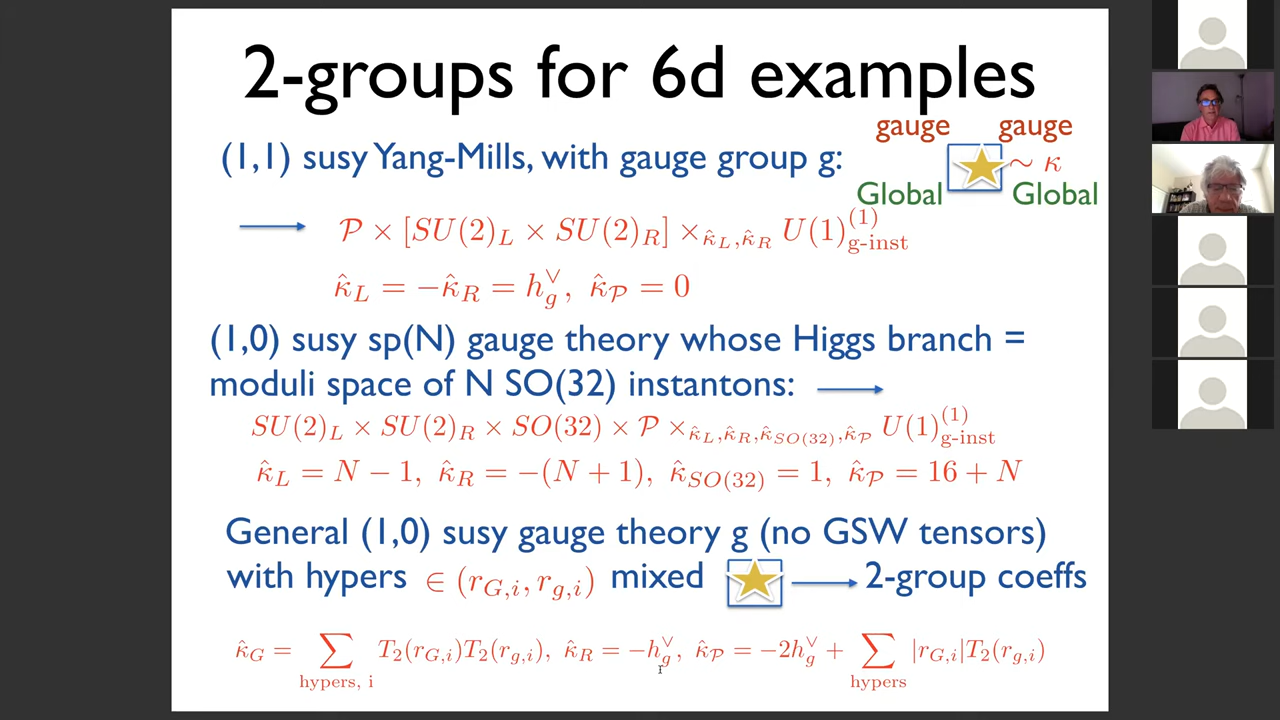 2-groups for 6d examples
gauge gauge
(1,1) susy Yang-Mills, with gauge group g:
∼ κ
Global Global
𝒫 × [SU(2)_L × SU(2)_R] ×_{κ̂_L, κ̂_R} U(1)^{(1)}_{g-inst}
κ̂_L = −κ̂_R = h_g^∨, κ̂_𝒫 = 0
(1,0) susy sp(N) gauge theory whose Higgs branch =
moduli space of N SO(32) instantons:
SU(2)_L × SU(2)_R × SO(32) × 𝒫 ×_{κ̂_L, κ̂_R, κ̂_{SO(32)}, κ̂_𝒫} U(1)^{(1)}_{g-inst}
κ̂_L = N − 1, κ̂_R = −(N + 1), κ̂_{SO(32)} = 1, κ̂_𝒫 = 16 + N
General (1,0) susy gauge theory g (no GSW tensors)
with hypers ∈ (r_{G,i}, r_{g,i}) mixed 2-group coeffs
κ̂_G = ∑_{hypers, i} T_2(r_{G,i})T_2(r_{g,i}), κ̂_R = −h_g^∨, κ̂_𝒫 = −2h_g^∨ + ∑_{hypers} |r_{G,i}|T_2(r_{g,i})